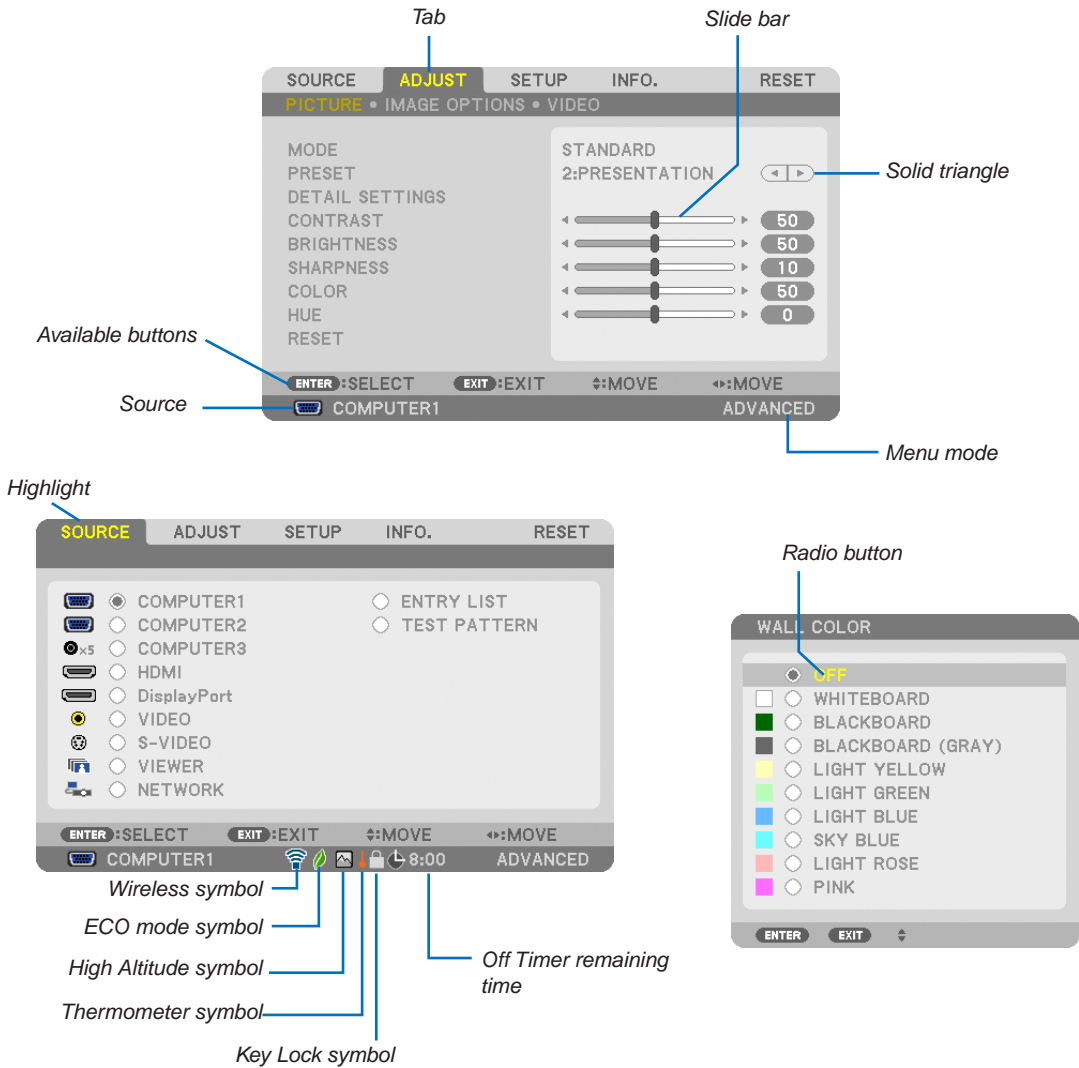 Tab
Slide bar
SOURCE ADJUST SETUP INFO. RESET
PICTURE • IMAGE OPTIONS • VIDEO
MODE STANDARD
PRESET 2:PRESENTATION
Solid triangle
DETAIL SETTINGS
CONTRAST 50
BRIGHTNESS 50
SHARPNESS 10
COLOR 50
HUE 0
RESET
Available buttons
ENTER :SELECT EXIT :EXIT :MOVE :MOVE
Source
COMPUTER1 ADVANCED
Menu mode
Highlight
SOURCE ADJUST SETUP INFO. RESET
COMPUTER1 ENTRY LIST
COMPUTER2 TEST PATTERN
×5 COMPUTER3
HDMI
DisplayPort
VIDEO
S-VIDEO
VIEWER
NETWORK
ENTER :SELECT EXIT :EXIT :MOVE :MOVE
COMPUTER1 8:00 ADVANCED
Wireless symbol
ECO mode symbol
High Altitude symbol
Thermometer symbol
Key Lock symbol
Off Timer remaining
time
Radio button
WALL COLOR
OFF
WHITEBOARD
BLACKBOARD
BLACKBOARD (GRAY)
LIGHT YELLOW
LIGHT GREEN
LIGHT BLUE
SKY BLUE
LIGHT ROSE
PINK
ENTER EXIT